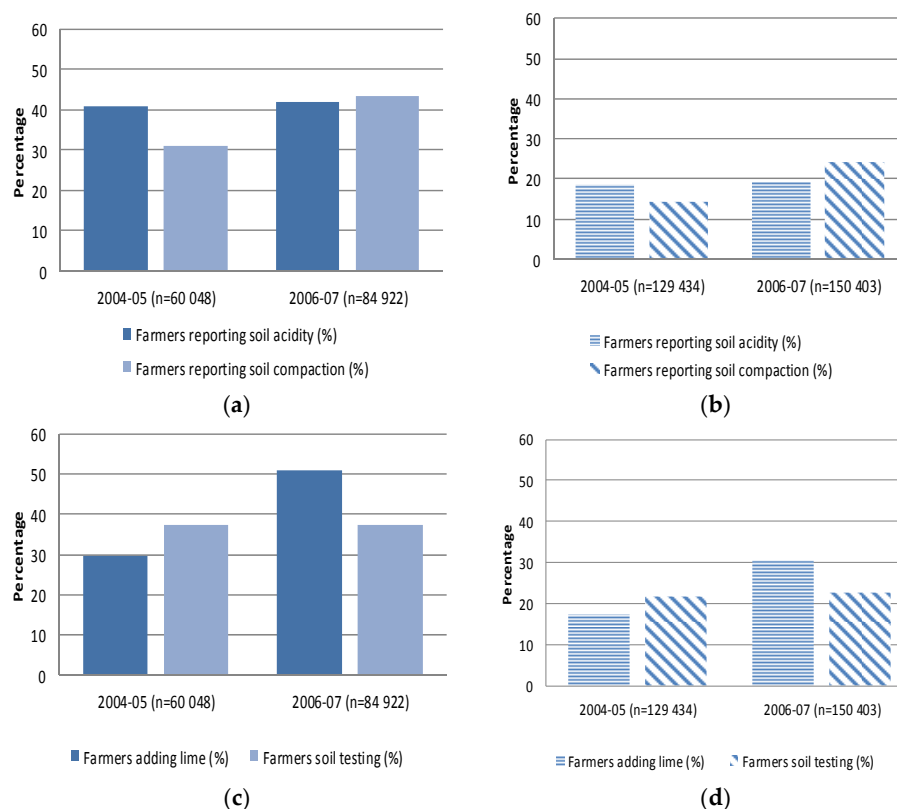 60
50
40
30
20
10
0
Percentage
2004-05 (n=60 048)
2006-07 (n=84 922)
Farmers reporting soil acidity (%)
Farmers reporting soil compaction (%)
(a)
60
50
40
30
20
10
0
Percentage
2004-05 (n=129 434)
2006-07 (n=150 403)
Farmers reporting soil acidity (%)
Farmers reporting soil compaction (%)
(b)
60
50
40
30
20
10
0
Percentage
2004-05 (n=60 048)
2006-07 (n=84 922)
Farmers adding lime (%)
Farmers soil testing (%)
(c)
60
50
40
30
20
10
0
Percentage
2004-05 (n=129 434)
2006-07 (n=150 403)
Farmers adding lime (%)
Farmers soil testing (%)
(d)